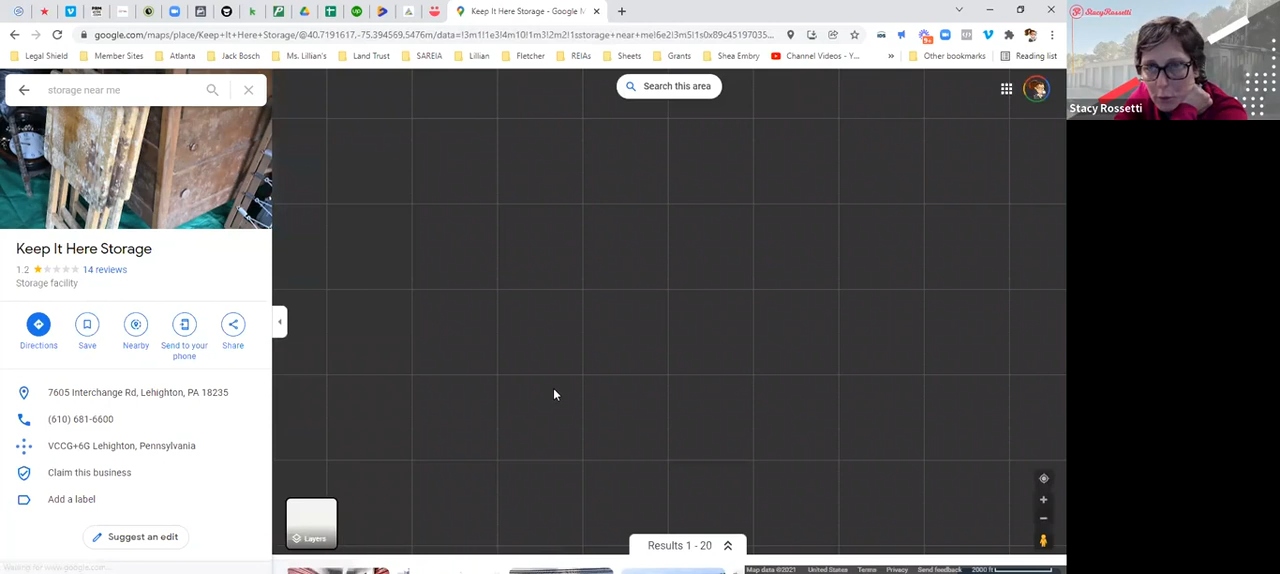 Keep It Here Storage - Google M
google.com/maps/place/Keep+It+Here+Storage/@40.7191617,-75.394569,5476m/data=!3m1!1e3!4m10!1m3!2m2!1sstorage+near+me!6e2!3m5!1s0x89c45197035...
Legal Shield
Member Sites
Atlanta
Jack Bosch
Ms. Lillian's
Land Trust
SAREIA
Lillian
Fletcher
REIAs
Sheets
Grants
Shea Embry
Channel Videos - Y...
»
Other bookmarks
Reading list
StacyRossetti
Stacy Rossetti
storage near me
Search this area
Keep It Here Storage
1.2
14 reviews
Storage facility
Directions
Save
Nearby
Send to your
phone
Share
7605 Interchange Rd, Lehighton, PA 18235
(610) 681-6600
VCCG+6G Lehighton, Pennsylvania
Claim this business
Add a label
Suggest an edit
Layers
Results 1 - 20
Waiting for www.google.com...
Map data ©2021
United States
Terms
Privacy
Send feedback
2000 ft